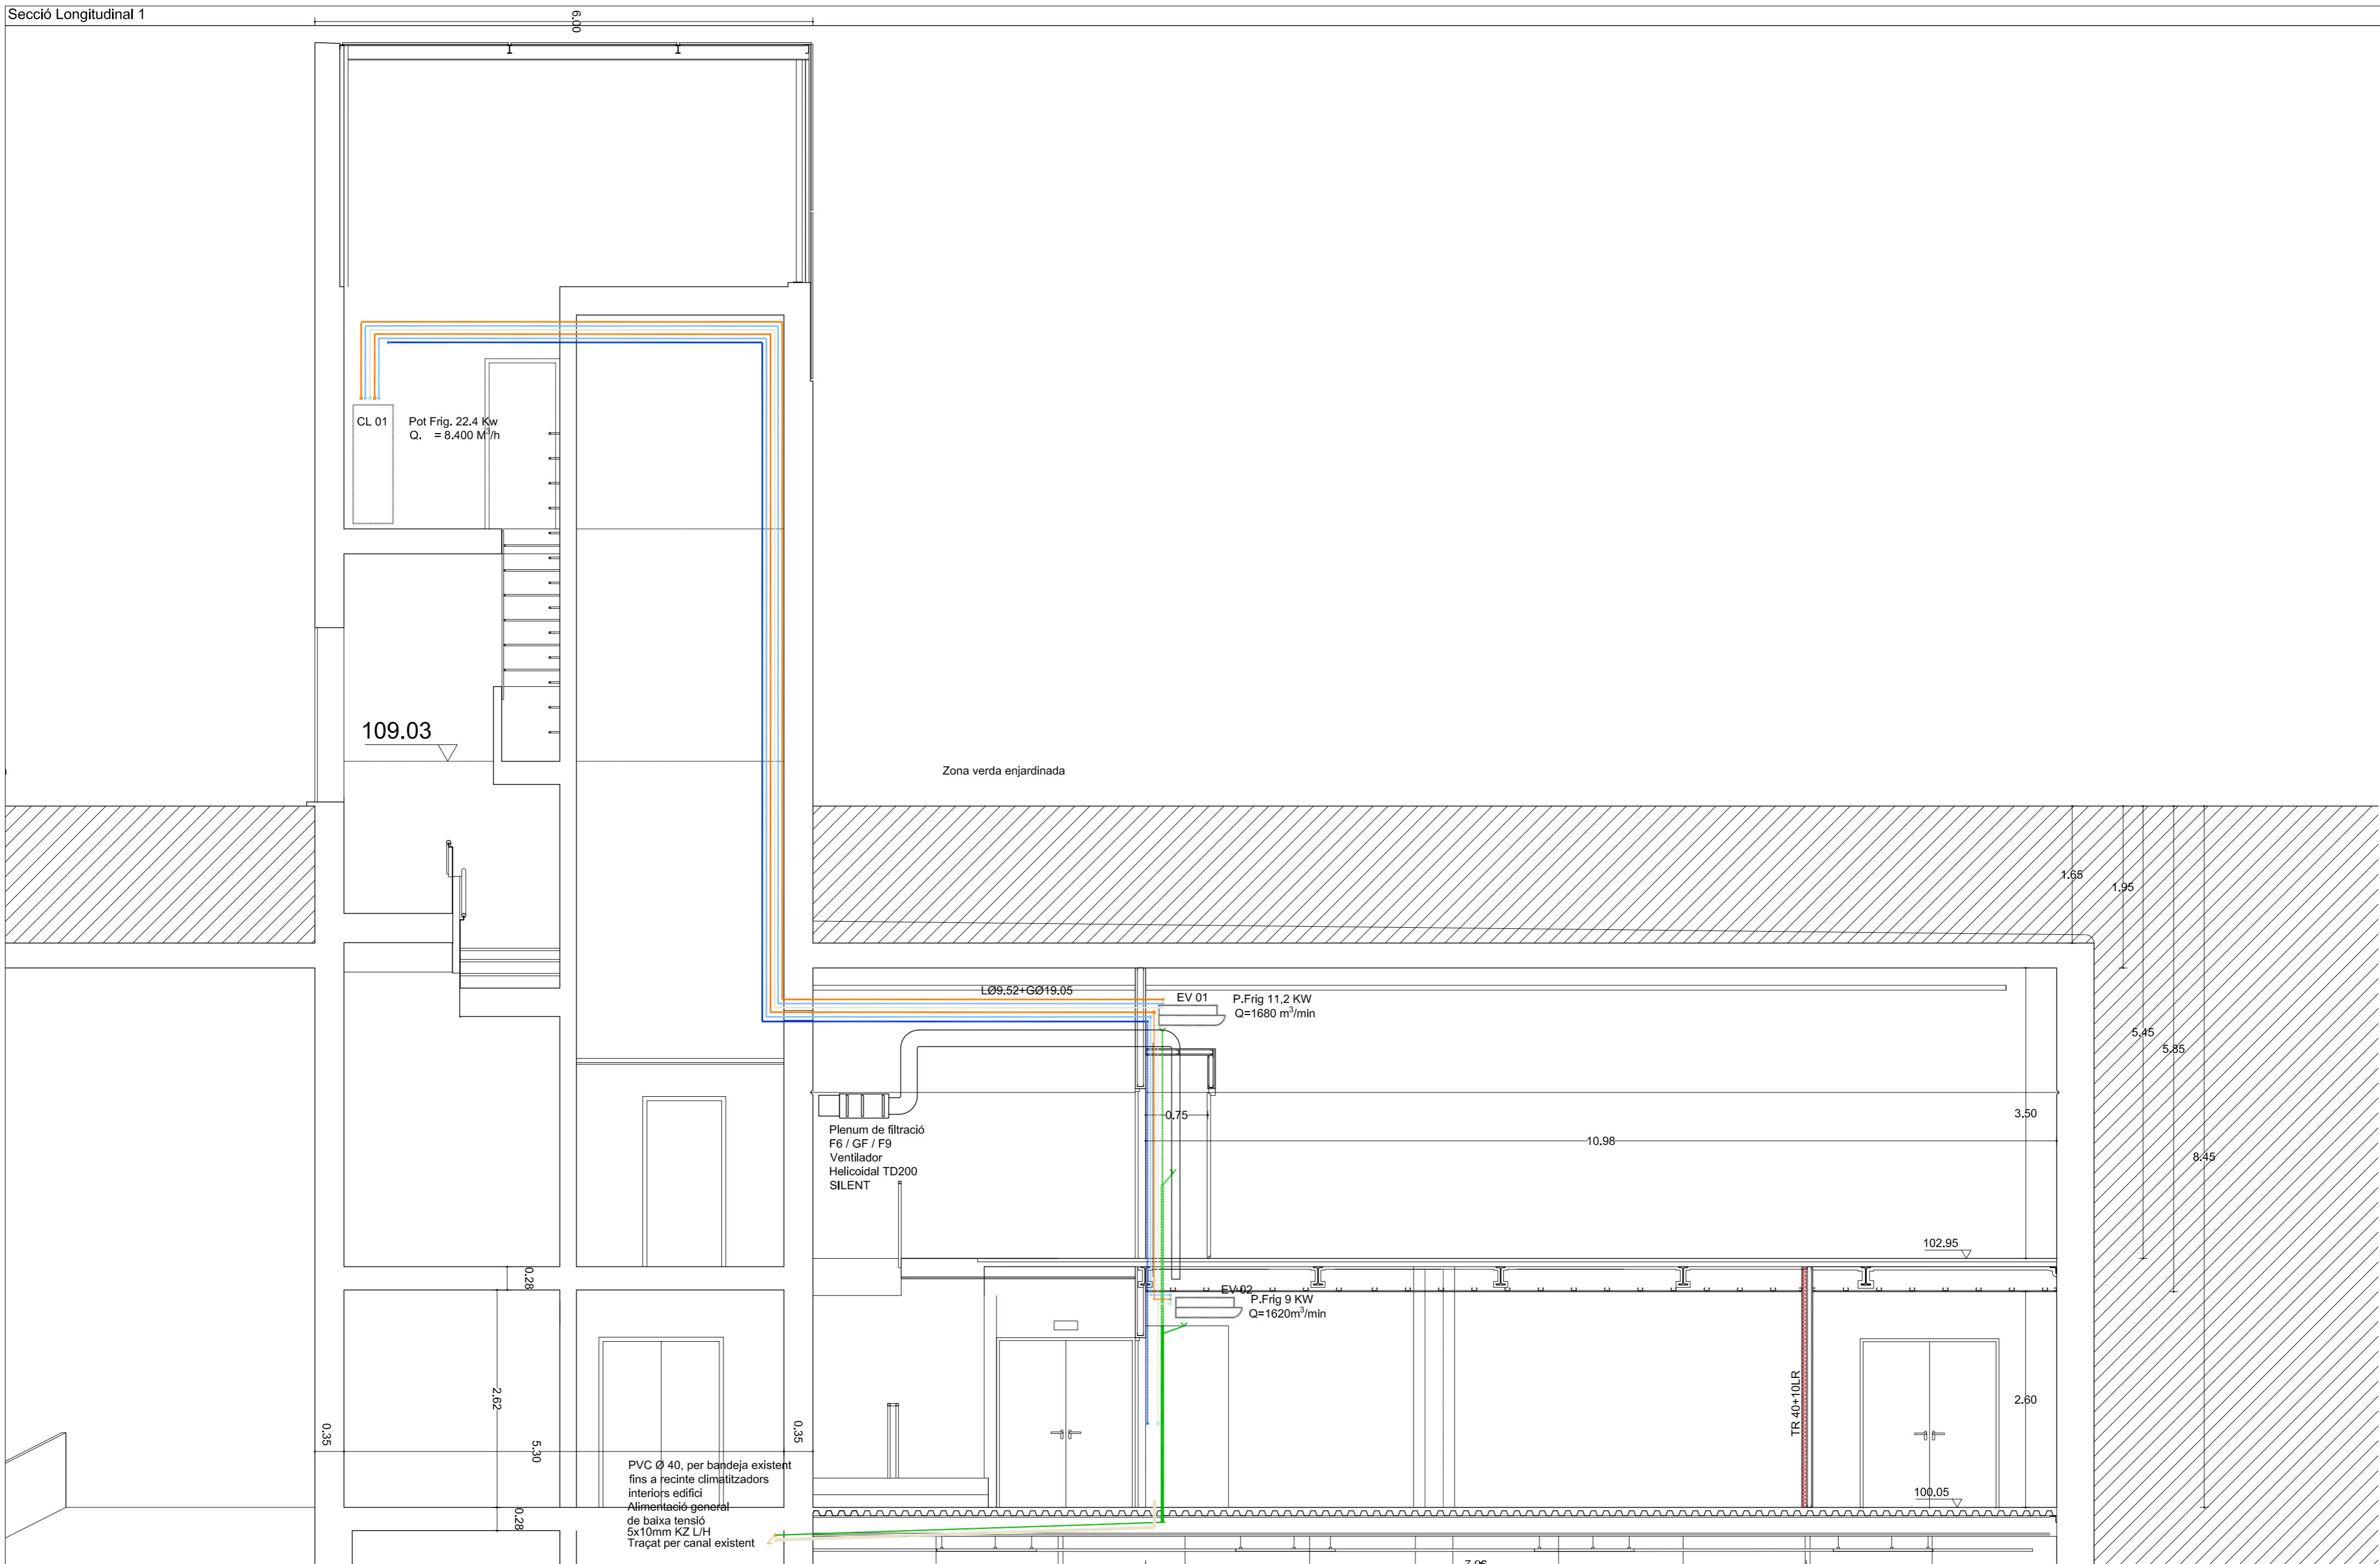 Secció Longitudinal 1
6.00
CL 01
Pot Frig. 22.4 Kw
Q. = 8.400 M³/h
109.03
Zona verda enjardinada
1.65
1.95
5.45
5.85
8.45
LØ9.52+GØ19.05
EV 01
P.Frig 11,2 KW
Q=1680 m³/min
Plenum de filtració
F6 / GF / F9
Ventilador
Helicoidal TD200
SILENT
0.75
10.98
3.50
102.95
0.28
EV 02
P.Frig 9 KW
Q=1620m³/min
2.62
TR 40+10LR
2.60
0.35
5.30
0.35
PVC Ø 40, per bandeja existent
fins a recinte climatitzadors
interiors edifici
Alimentació general
de baixa tensió
5x10mm KZ L/H
Traçat per canal existent
0.28
100.05